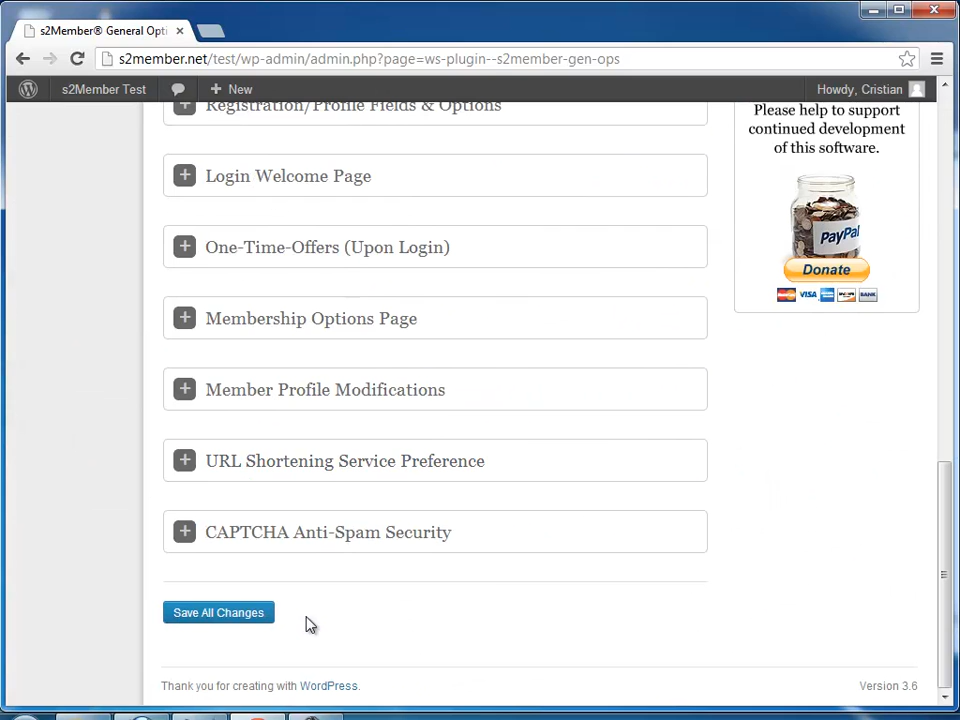 s2Member® General Opti
s2member.net/test/wp-admin/admin.php?page=ws-plugin--s2member-gen-ops
s2Member Test
New
Howdy, Cristian
Registration/Profile Fields & Options
Login Welcome Page
One-Time-Offers (Upon Login)
Membership Options Page
Member Profile Modifications
URL Shortening Service Preference
CAPTCHA Anti-Spam Security
Save All Changes
Please help to support
continued development
of this software.
PayPal
Donate
VISA
BANK
Thank you for creating with WordPress.
Version 3.6